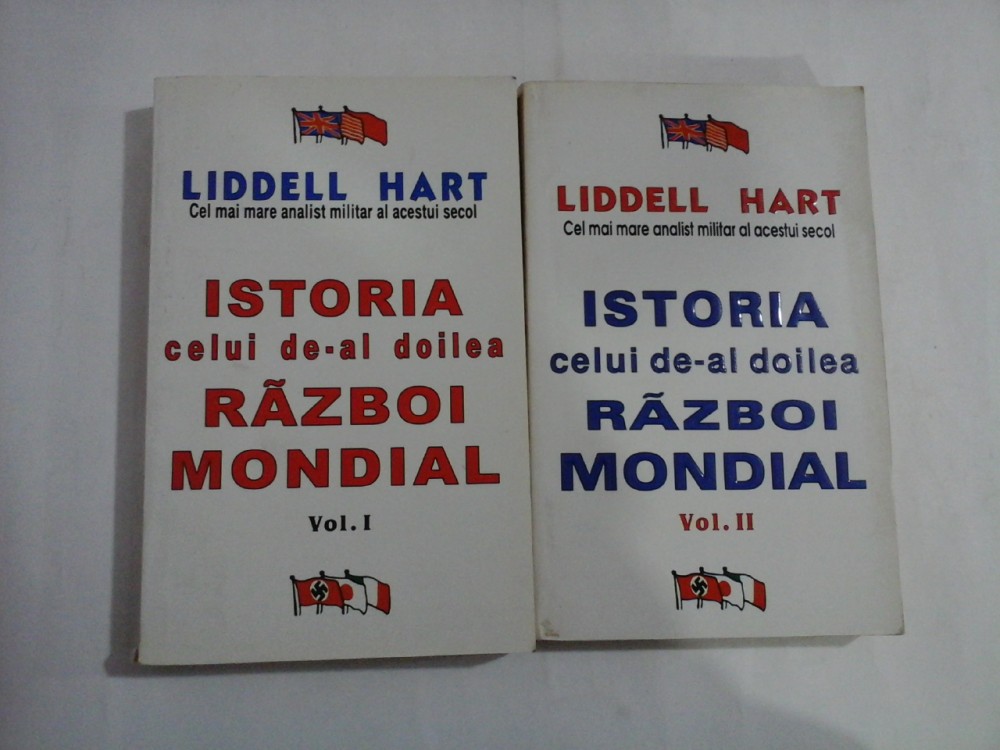 LIDDELL HART
Cel mai mare analist militar al acestui secol
ISTORIA
celui de-al doilea
RÃZBOI
MONDIAL
Vol. I
LIDDELL HART
Cel mai mare analist militar al acestui secol
ISTORIA
celui de-al doilea
RÃZBOI
MONDIAL
Vol. II